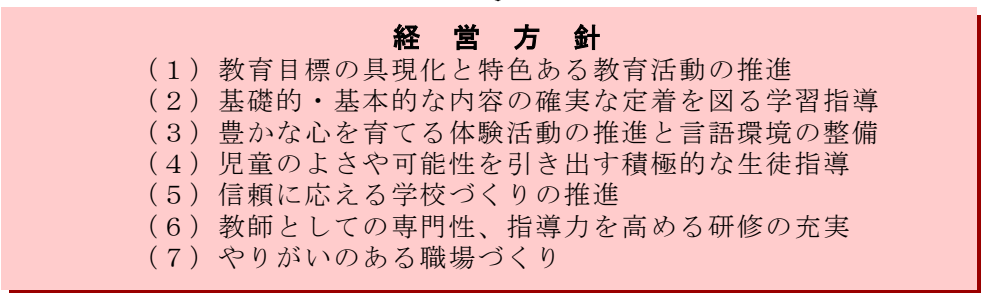 経　営　方　針
（１）教育目標の具現化と特色ある教育活動の推進
（２）基礎的・基本的な内容の確実な定着を図る学習指導
（３）豊かな心を育てる体験活動の推進と言語環境の整備
（４）児童のよさや可能性を引き出す積極的な生徒指導
（５）信頼に応える学校づくりの推進
（６）教師としての専門性、指導力を高める研修の充実
（７）やりがいのある職場づくり